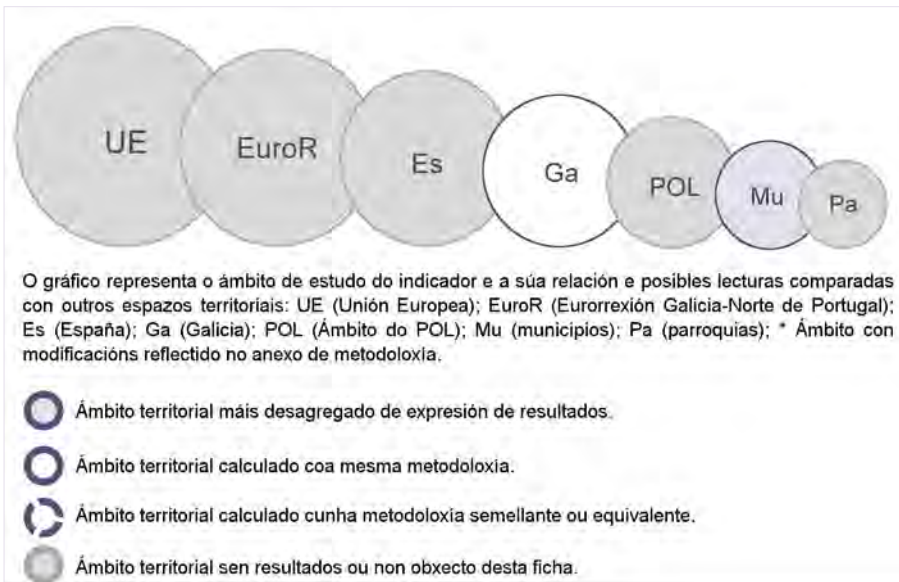 UE
EuroR
Es
Ga
POL
Mu
Pa
O gráfico representa o ámbito de estudo do indicador e a súa relación e posibles lecturas comparadas
con outros espazos territoriais: UE (Unión Europea); EuroR (Eurorrexión Galicia-Norte de Portugal);
Es (España); Ga (Galicia); POL (Ámbito do POL); Mu (municipios); Pa (parroquias); * Ámbito con
modificacións reflectido no anexo de metodoloxia.
Ámbito territorial máis desagregado de expresión de resultados.
Ámbito territorial calculado coa mesma metodoloxia.
Ámbito territorial calculado cunha metodoloxia semellante ou equivalente.
Ámbito territorial sen resultados ou non obxecto desta ficha.